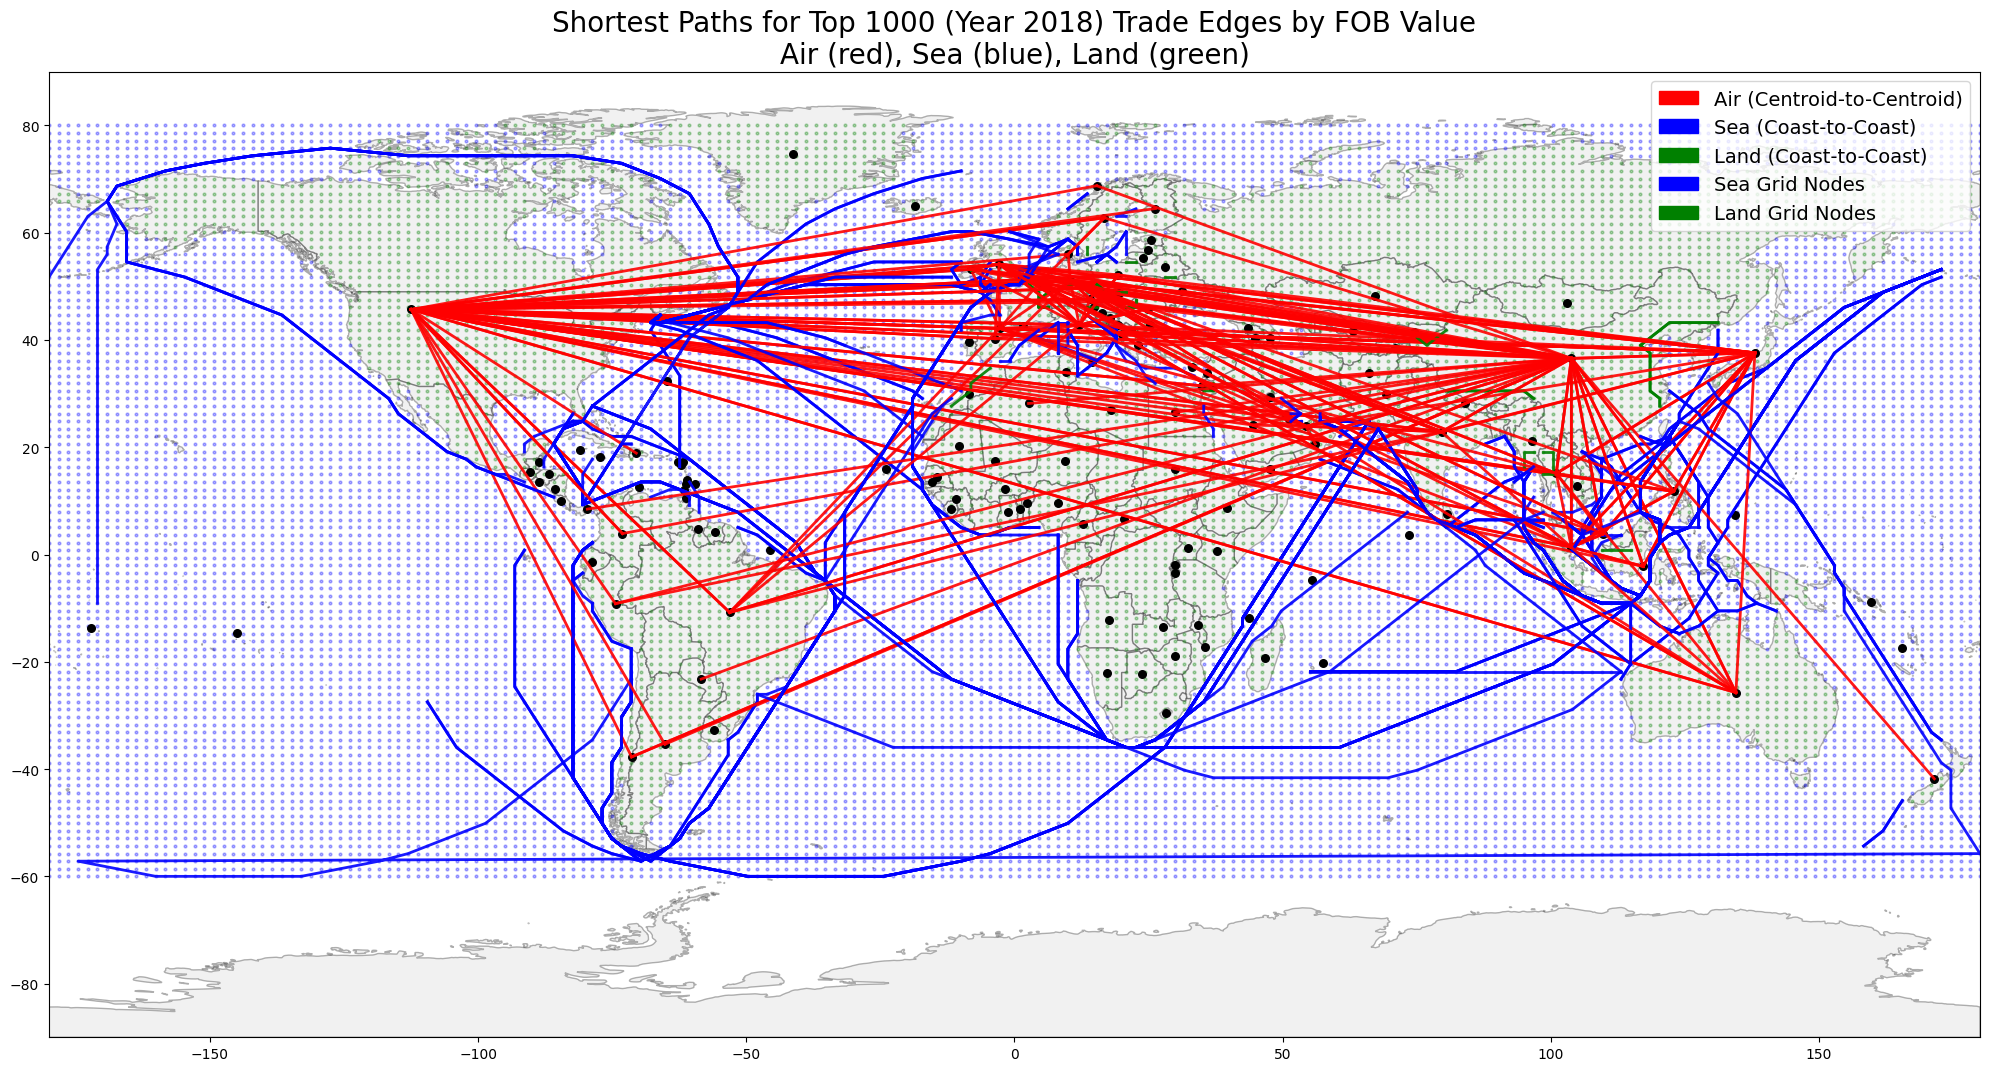 Shortest Paths for Top 1000 (Year 2018) Trade Edges by FOB Value
Air (red), Sea (blue), Land (green)
Air (Centroid-to-Centroid)
Sea (Coast-to-Coast)
Land (Coast-to-Coast)
Sea Grid Nodes
Land Grid Nodes
80
60
40
20
0
−20
−40
−60
−80
−150
−100
−50
0
50
100
150